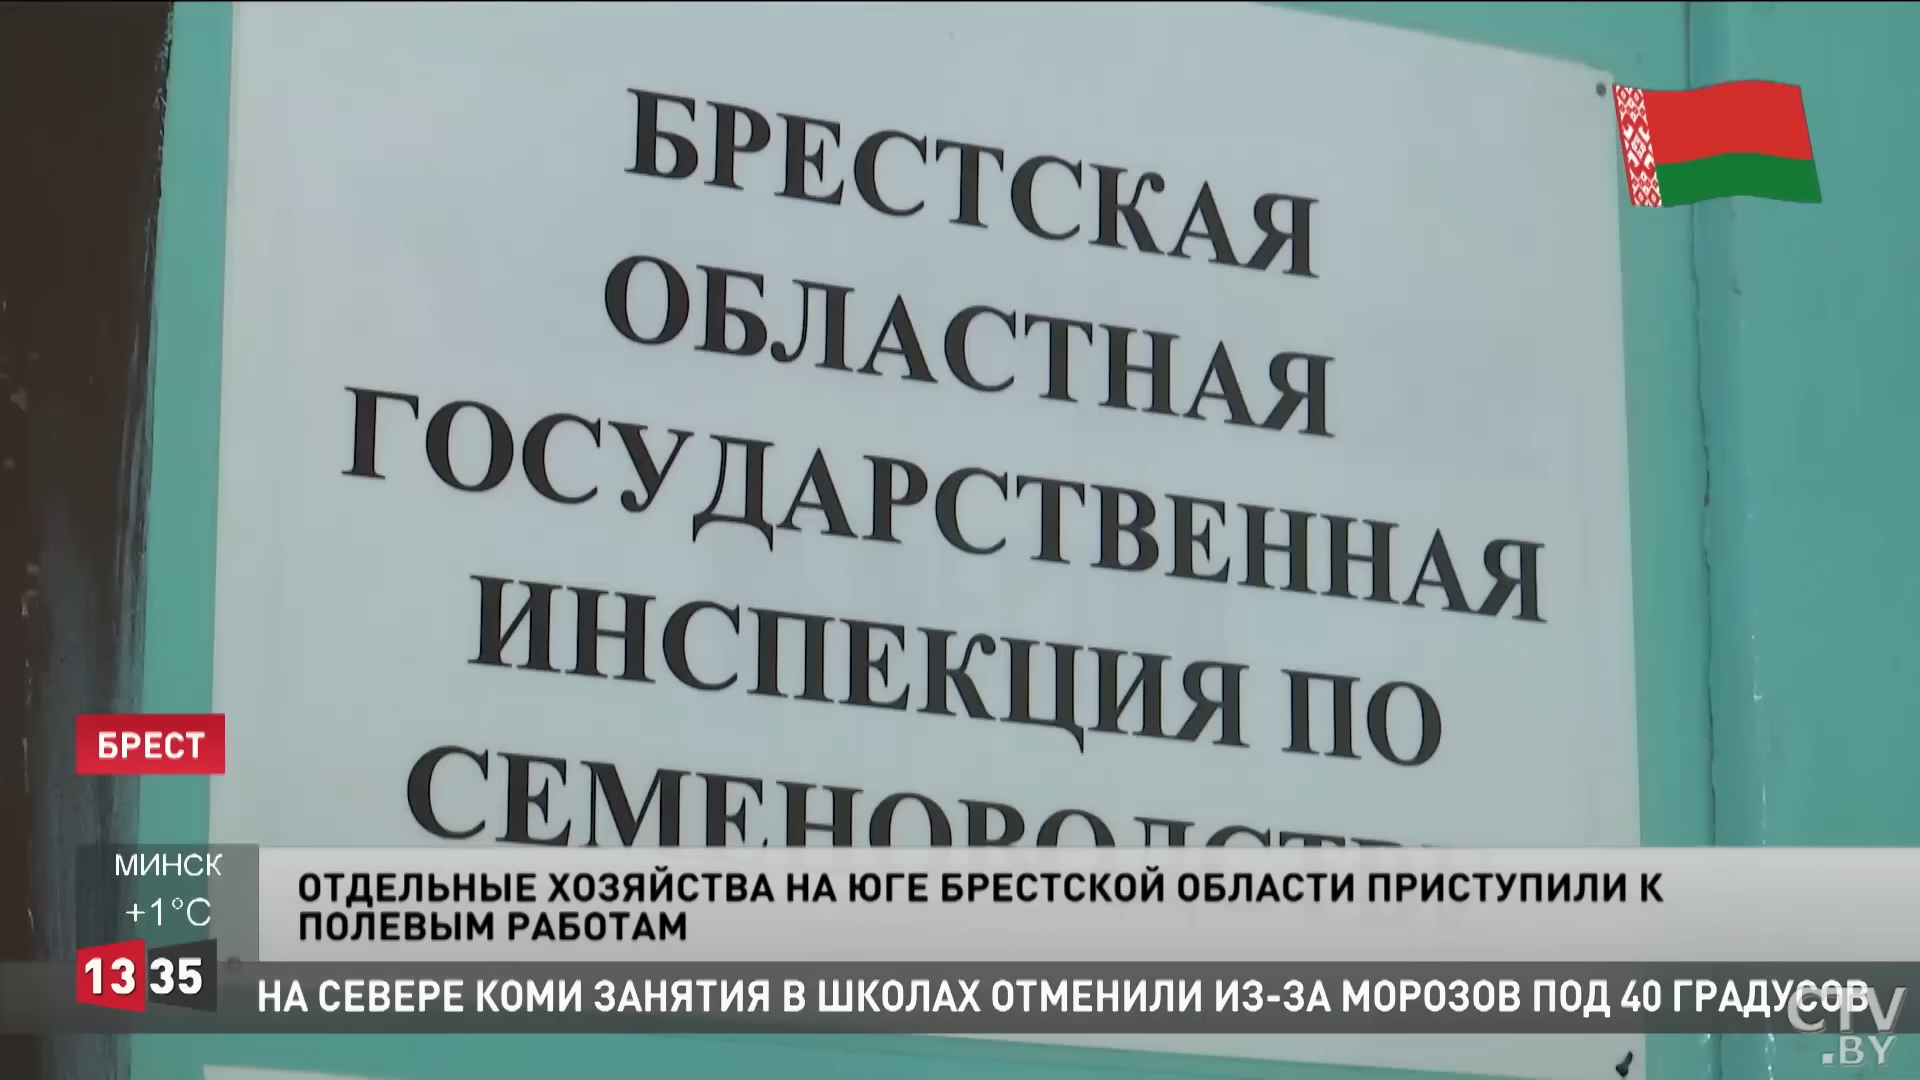 БРЕСТСКАЯ
ОБЛАСТНАЯ
ГОСУДАРСТВЕННАЯ
ИНСПЕКЦИЯ ПО
СЕМЕНОВОДСТВУ
БРЕСТ
МИНСК
+1°C
ОТДЕЛЬНЫЕ ХОЗЯЙСТВА НА ЮГЕ БРЕСТСКОЙ ОБЛАСТИ ПРИСТУПИЛИ К
ПОЛЕВЫМ РАБОТАМ
13 35
НА СЕВЕРЕ КОМИ ЗАНЯТИЯ В ШКОЛАХ ОТМЕНИЛИ ИЗ-ЗА МОРОЗОВ ПОД 40 ГРАДУСОВ
CTV
.BY